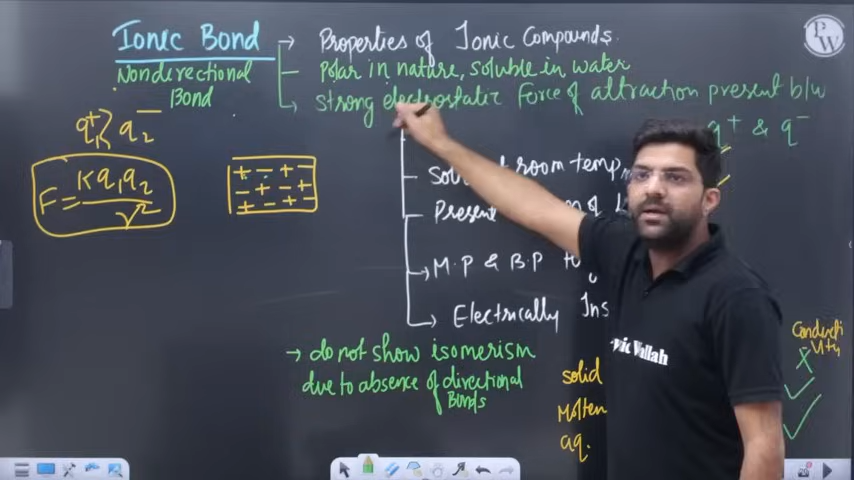 Ionic Bond → Properties of Ionic Compounds.
Nondirectional Bond
Polar in nature, soluble in water
→ strong electrostatic Force of attraction present b/w
q⁺ & q⁻
q₁⁺ q₂⁻
F = Kq₁q₂/r²
+ − + −
− + − +
+ − + −
room temp
Present of
→ M.P & B.P
→ Electrically Ins
→ do not show isomerism
due to absence of directional
Bonds
Conducti
-vity
solid X
Molten ✓
aq. ✓
Wallah
PW